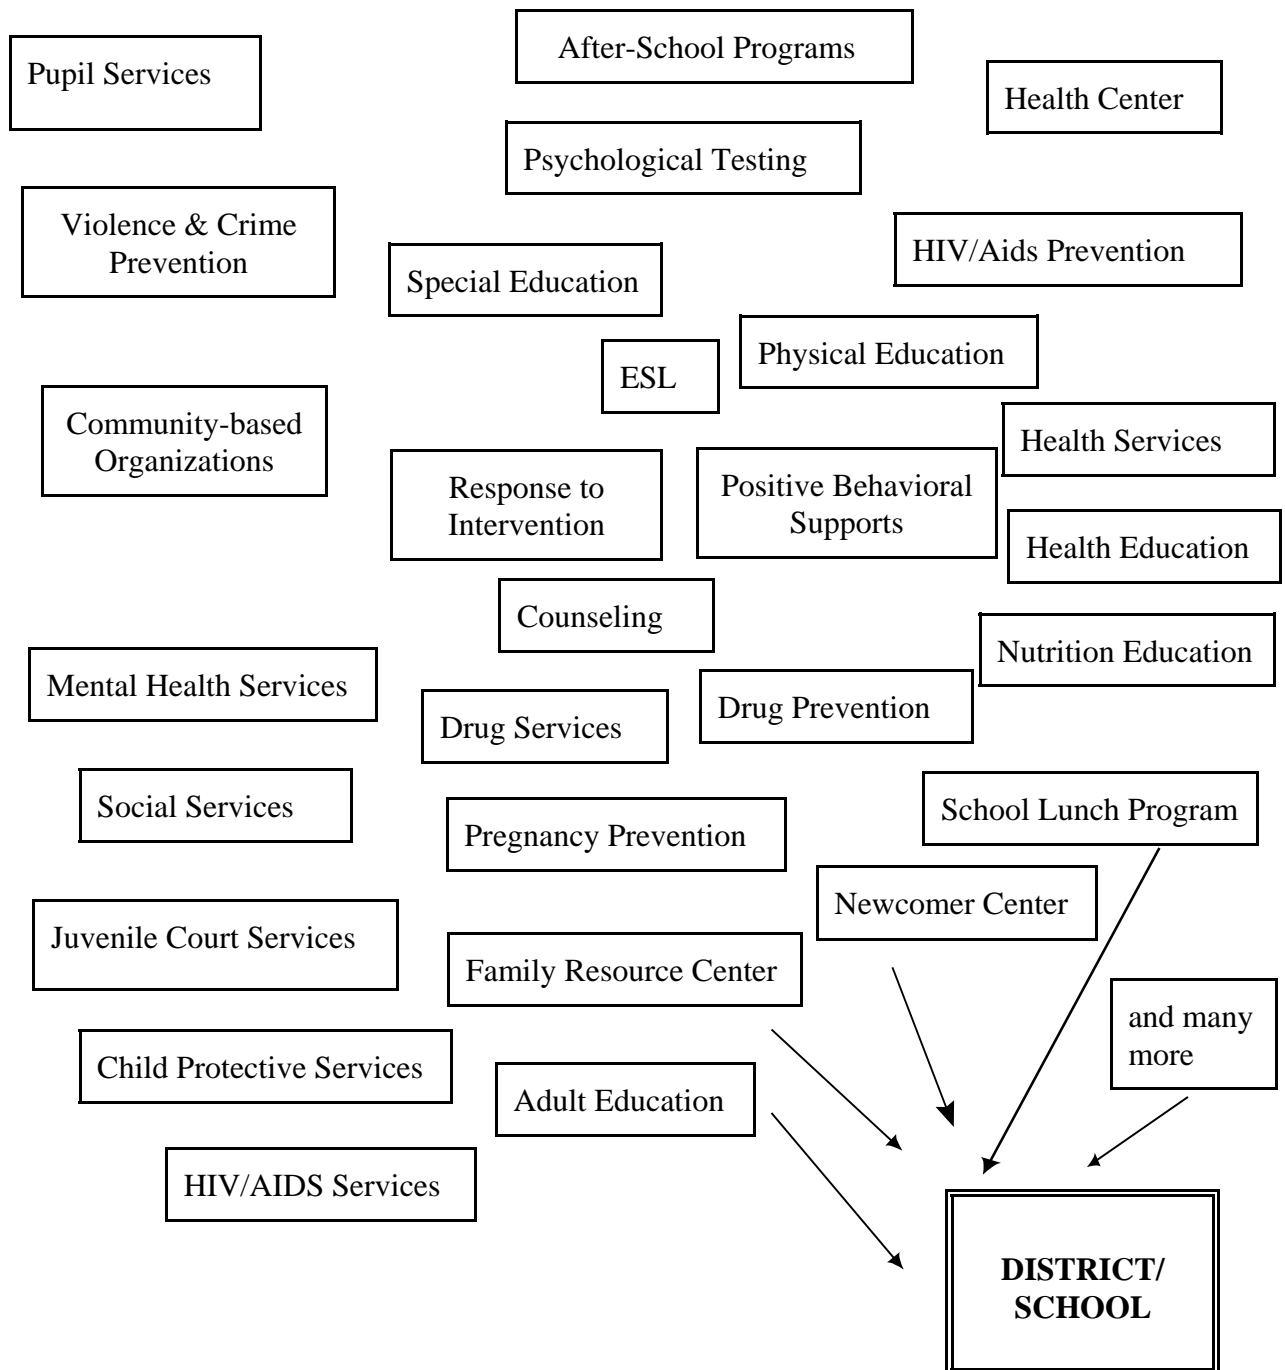 After-School Programs
Pupil Services
Health Center
Psychological Testing
Violence & Crime
Prevention
HIV/Aids Prevention
Special Education
Physical Education
ESL
Community-based
Organizations
Health Services
Response to
Intervention
Positive Behavioral
Supports
Health Education
Counseling
Nutrition Education
Mental Health Services
Drug Services
Drug Prevention
Social Services
Pregnancy Prevention
School Lunch Program
Newcomer Center
Juvenile Court Services
Family Resource Center
and many
more
Child Protective Services
Adult Education
HIV/AIDS Services
DISTRICT/
SCHOOL